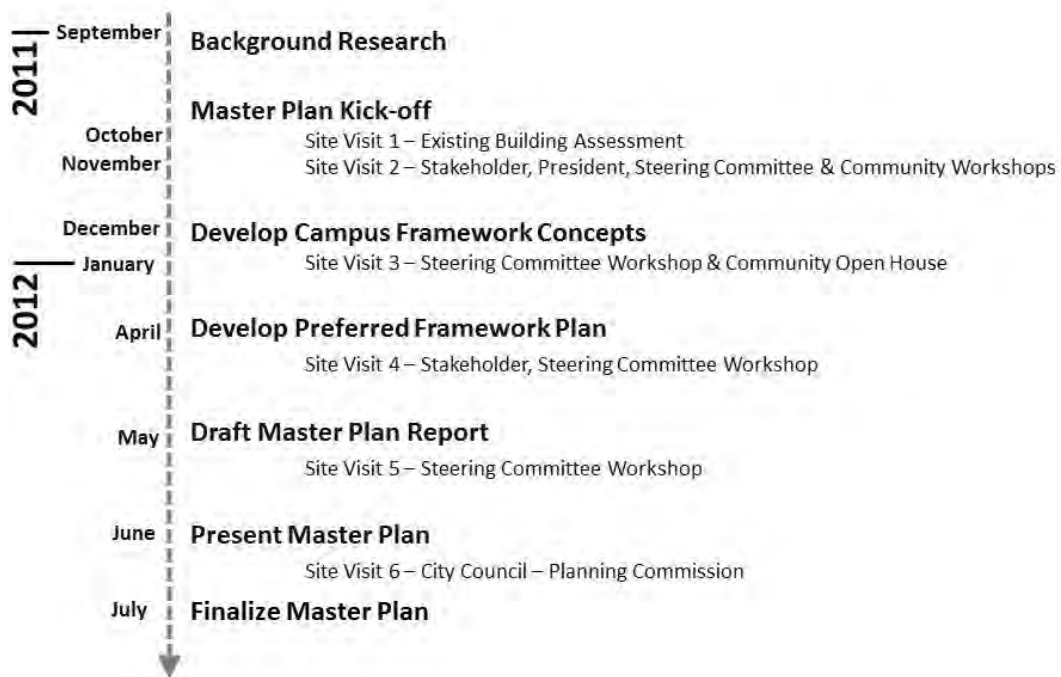 2011
September
Background Research
Master Plan Kick-off
October
Site Visit 1 – Existing Building Assessment
November
Site Visit 2 – Stakeholder, President, Steering Committee & Community Workshops
December
Develop Campus Framework Concepts
2012
January
Site Visit 3 – Steering Committee Workshop & Community Open House
April
Develop Preferred Framework Plan
Site Visit 4 – Stakeholder, Steering Committee Workshop
May
Draft Master Plan Report
Site Visit 5 – Steering Committee Workshop
June
Present Master Plan
Site Visit 6 – City Council – Planning Commission
July
Finalize Master Plan